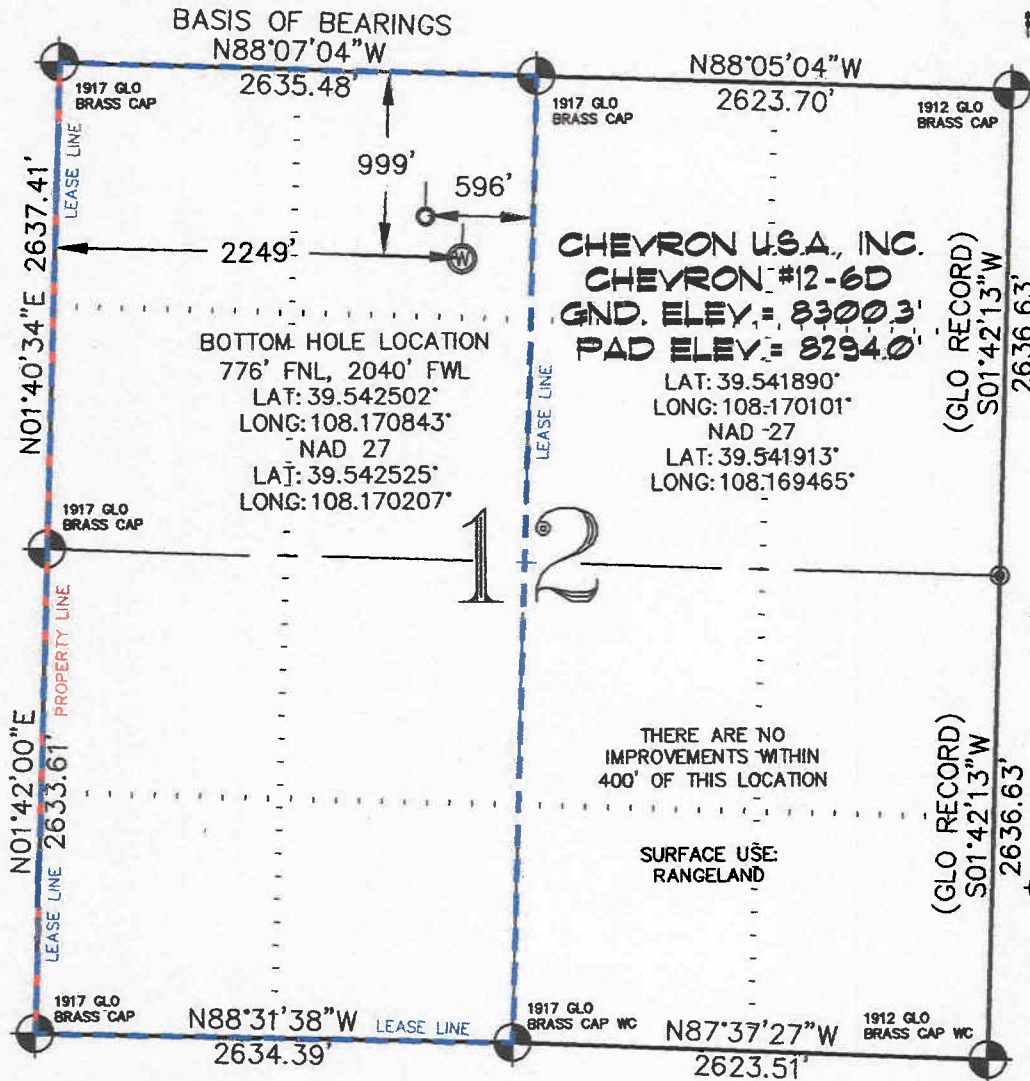 BASIS OF BEARINGS
N88°07'04"W
2635.48'
N88°05'04"W
2623.70'
1917 GLO
BRASS CAP
1917 GLO
BRASS CAP
1912 GLO
BRASS CAP
LEASE LINE
N01°40'34"E 2637.41'
999'
596'
2249'
CHEVRON U.S.A., INC.
CHEVRON #12-6D
GND. ELEV.= 8300.3'
PAD ELEV.= 8294.0'
LAT: 39.541890°
LONG: 108.170101°
NAD 27
LAT: 39.541913°
LONG: 108.169465°
(GLO RECORD)
S01°42'13"W
2636.63'
BOTTOM HOLE LOCATION
776' FNL, 2040' FWL
LAT: 39.542502°
LONG: 108.170843°
NAD 27
LAT: 39.542525°
LONG: 108.170207°
LEASE LINE
W
1917 GLO
BRASS CAP
12
PROPERTY LINE
N01°42'00"E
2633.61'
LEASE LINE
THERE ARE NO
IMPROVEMENTS WITHIN
400' OF THIS LOCATION
SURFACE USE:
RANGELAND
(GLO RECORD)
S01°42'13"W
2636.63'
1917 GLO
BRASS CAP
N88°31'38"W
LEASE LINE
2634.39'
1917 GLO
BRASS CAP WC
N87°37'27"W
2623.51'
1912 GLO
BRASS CAP WC